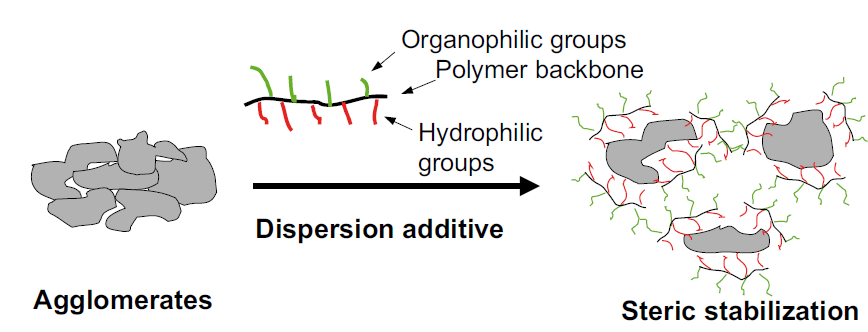 Organophilic groups
Polymer backbone
Hydrophilic
groups
Dispersion additive
Agglomerates
Steric stabilization